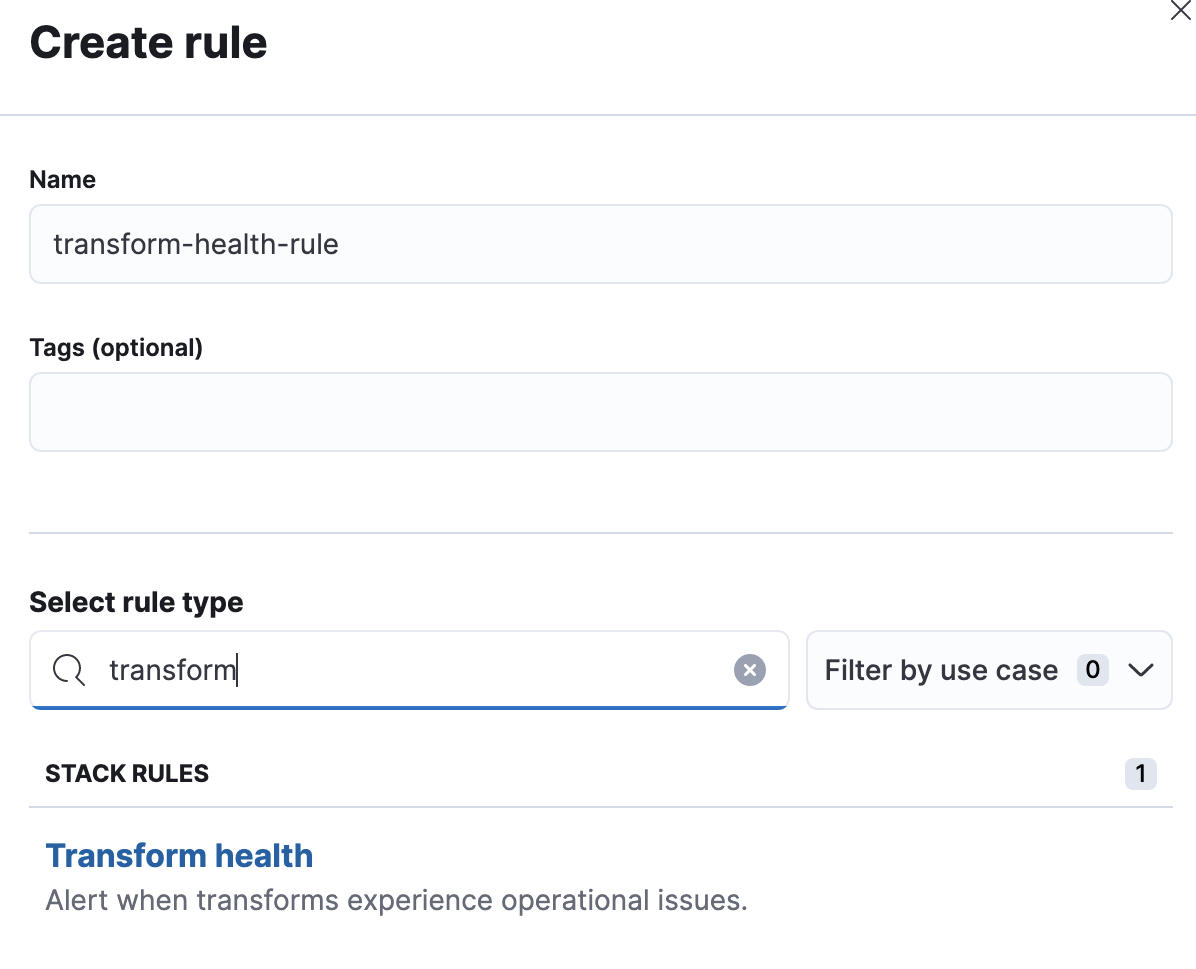 Create rule
Name
transform-health-rule
Tags (optional)
Select rule type
transform
Filter by use case 0
STACK RULES 1
Transform health
Alert when transforms experience operational issues.